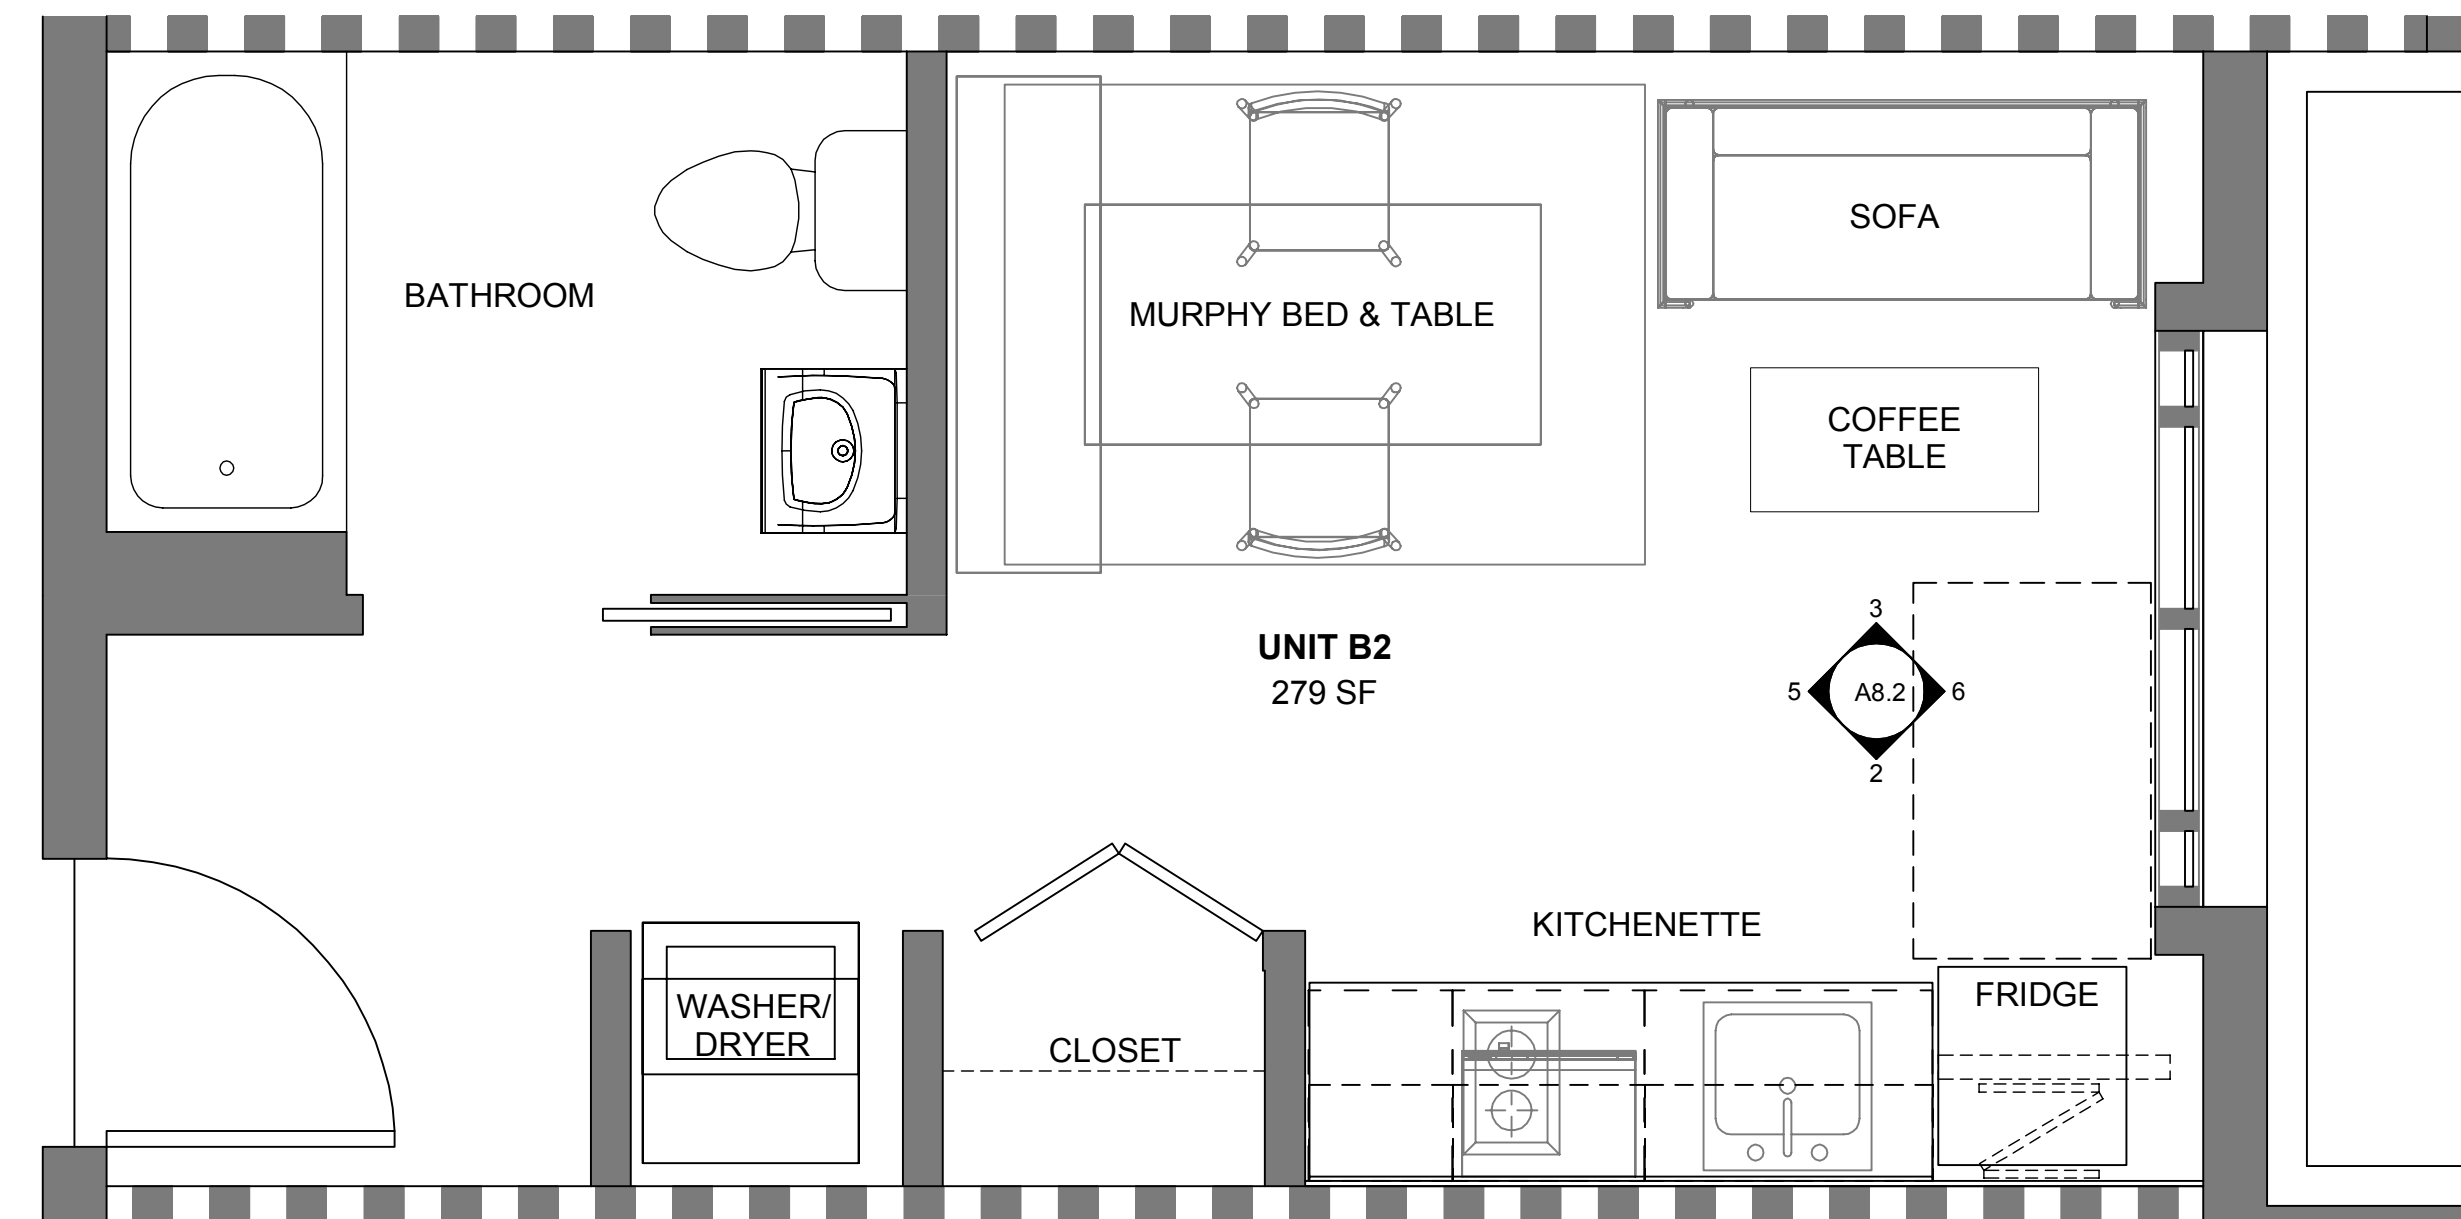 BATHROOM
MURPHY BED & TABLE
SOFA
COFFEE
TABLE
UNIT B2
279 SF
3
5
A8.2
6
2
KITCHENETTE
WASHER/
DRYER
CLOSET
FRIDGE